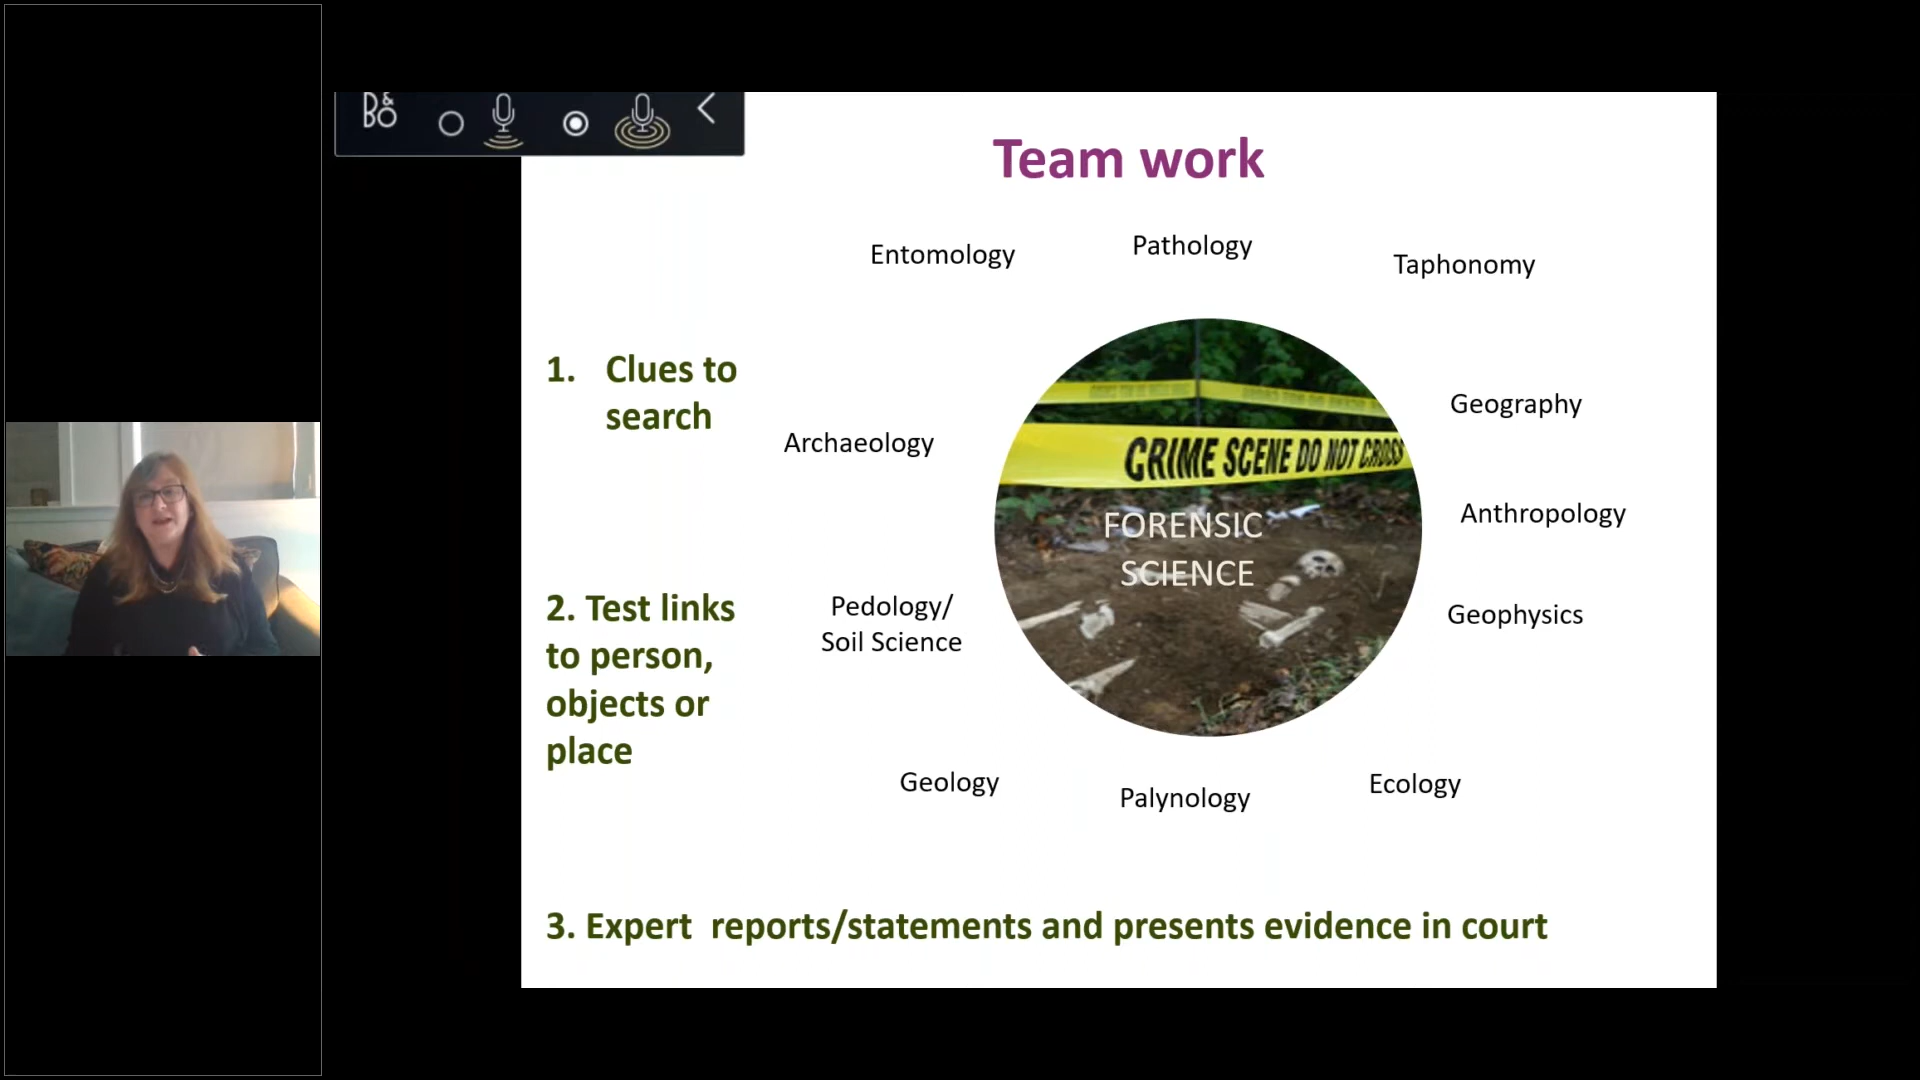 B&O
Team work
Entomology
Pathology
Taphonomy
1. Clues to
search
Geography
Archaeology
CRIME SCENE DO NOT CROSS
Anthropology
FORENSIC
SCIENCE
2. Test links
to person,
objects or
place
Pedology/
Soil Science
Geophysics
Geology
Palynology
Ecology
3. Expert  reports/statements and presents evidence in court